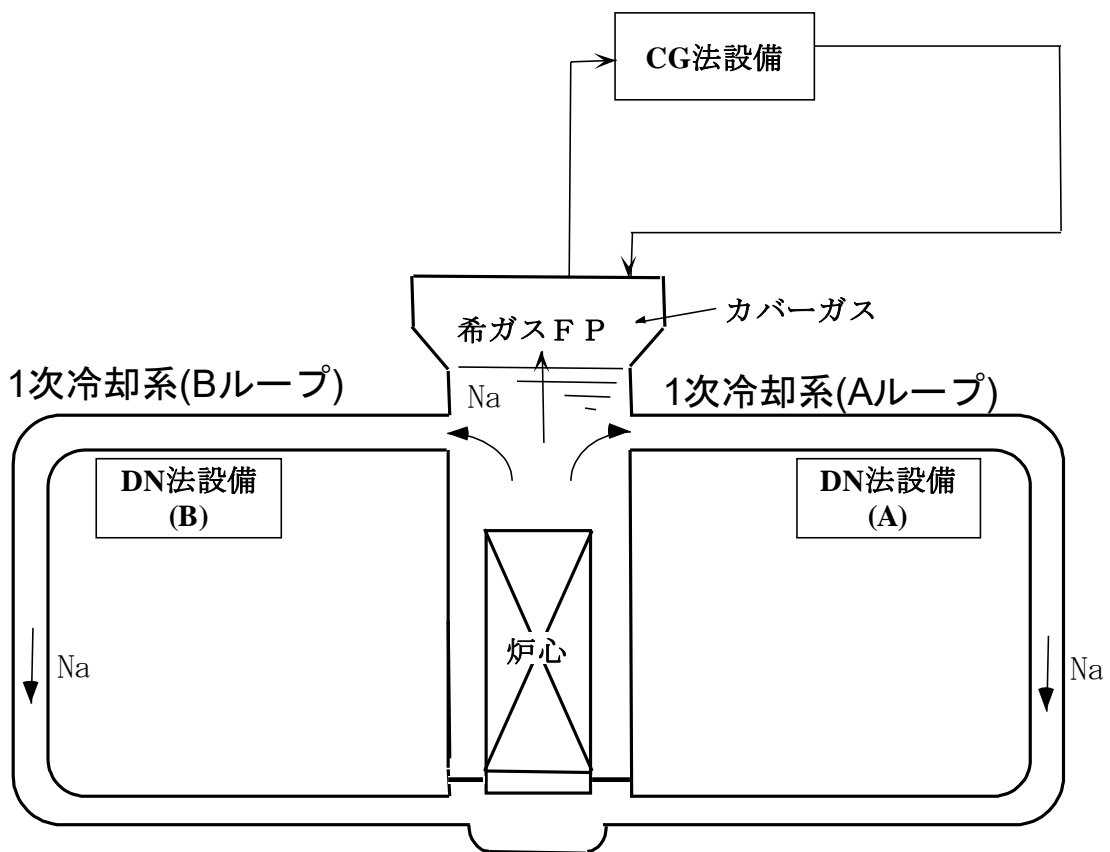 CG法設備
希ガスＦＰ
カバーガス
1次冷却系(Bループ)
Na
1次冷却系(Aループ)
DN法設備
(B)
DN法設備
(A)
炉心
Na
Na